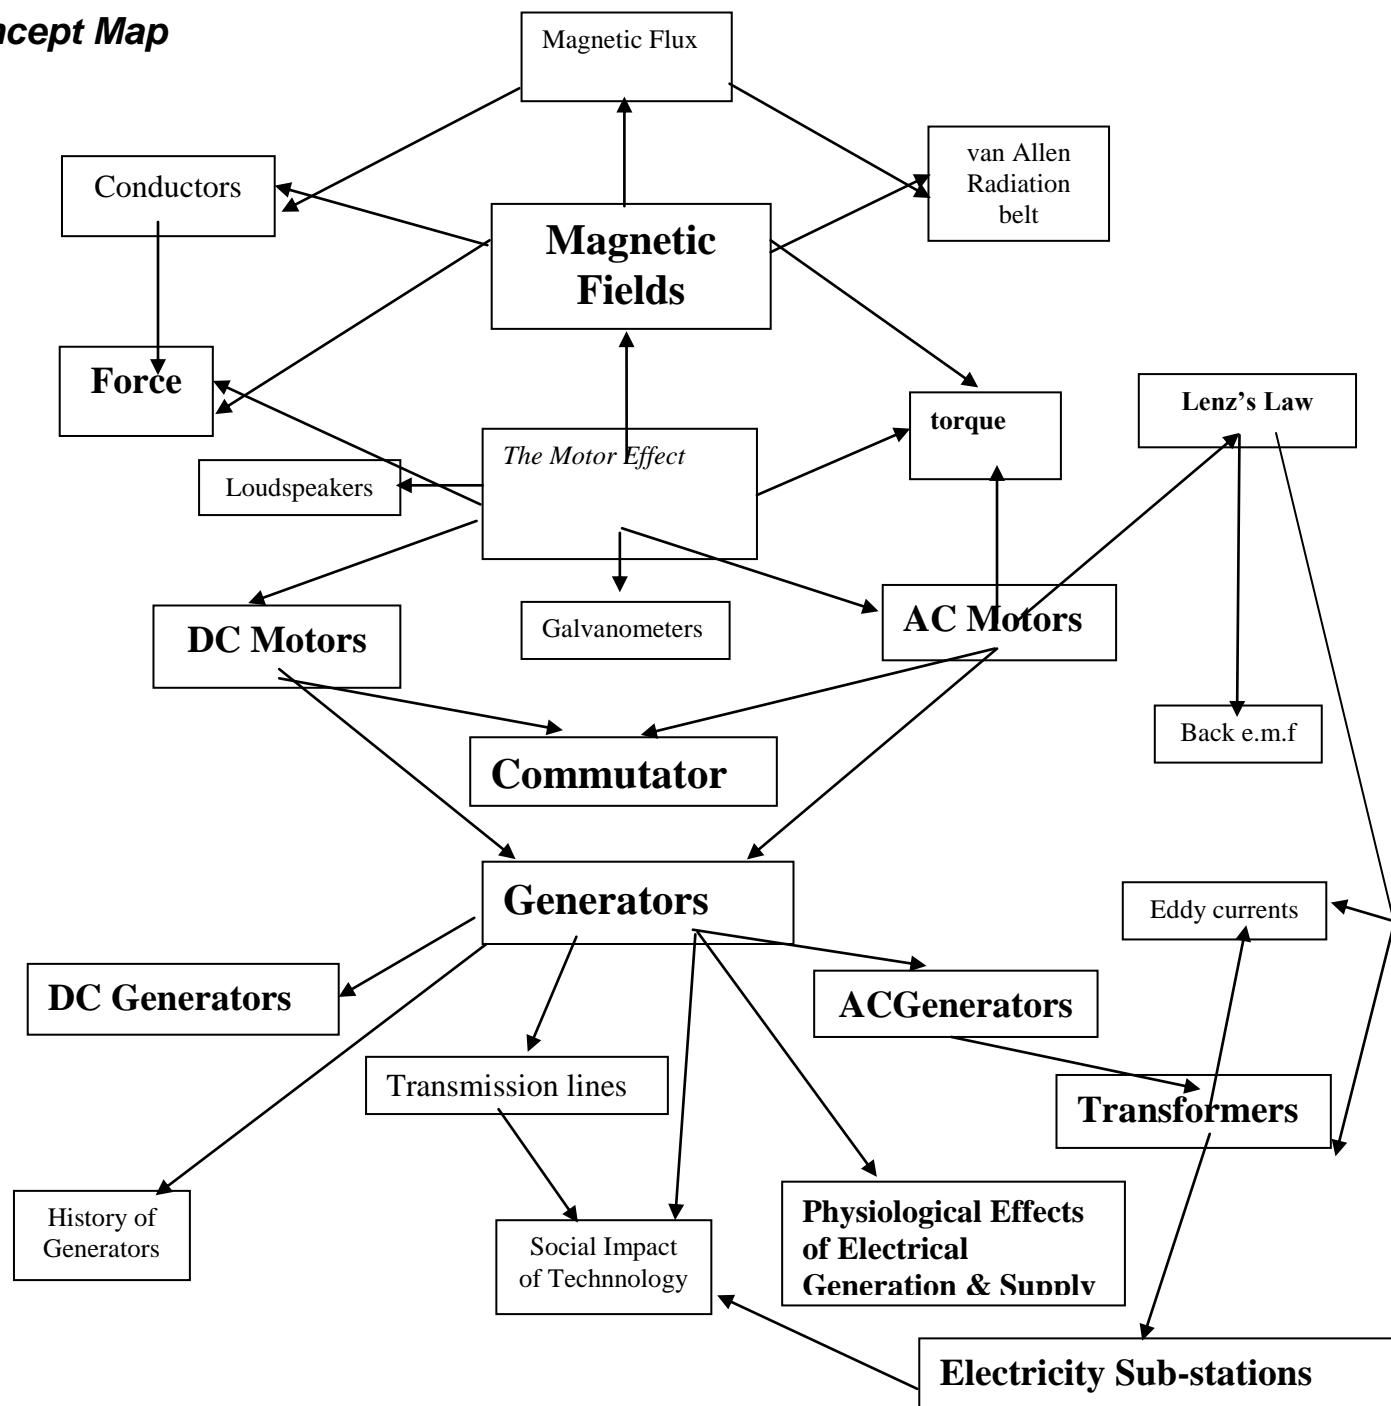 ncept Map
Magnetic Flux
van Allen
Radiation
belt
Conductors
Magnetic
Fields
Force
Lenz’s Law
torque
The Motor Effect
Loudspeakers
DC Motors
Galvanometers
AC Motors
Back e.m.f
Commutator
Generators
Eddy currents
DC Generators
ACGenerators
Transmission lines
Transformers
History of
Generators
Social Impact
of Technnology
Physiological Effects
of Electrical
Generation & Supply
Electricity Sub-stations